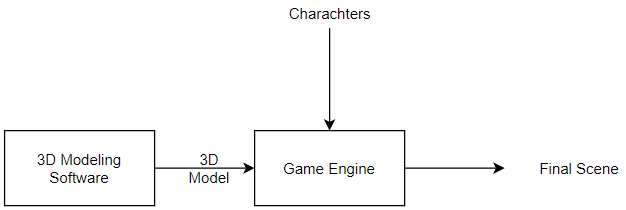 Charachters
3D Modeling
Software
3D
Model
Game Engine
Final Scene